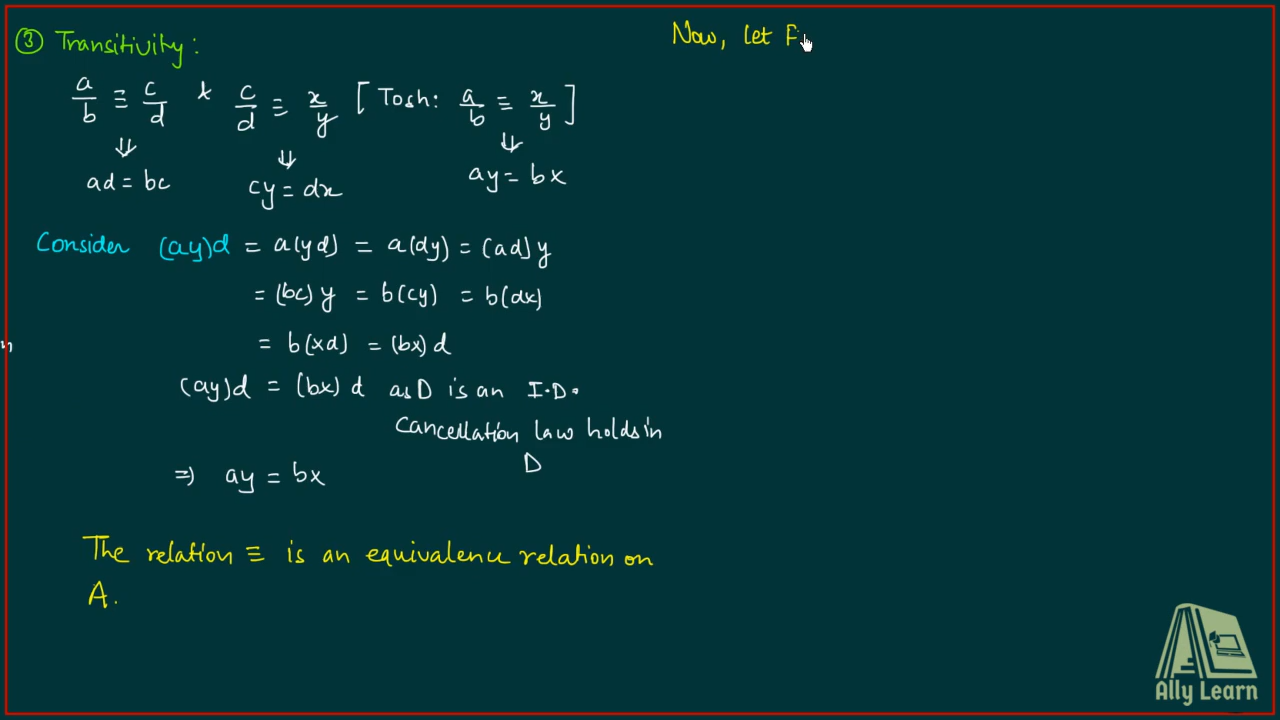 ③ Transitivity:
a/b ≡ c/d & c/d ≡ x/y [Tosh: a/b ≡ x/y]
⇓ ⇓ ⇓
ad = bc cy = dx ay = bx
Consider (ay)d = a(yd) = a(dy) = (ad)y
= (bc)y = b(cy) = b(dx)
= b(xd) = (bx)d
(ay)d = (bx)d as D is an I.D.
Cancellation law holds in
D
⇒ ay = bx
The relation ≡ is an equivalence relation on
A.
Now, let F
Ally Learn